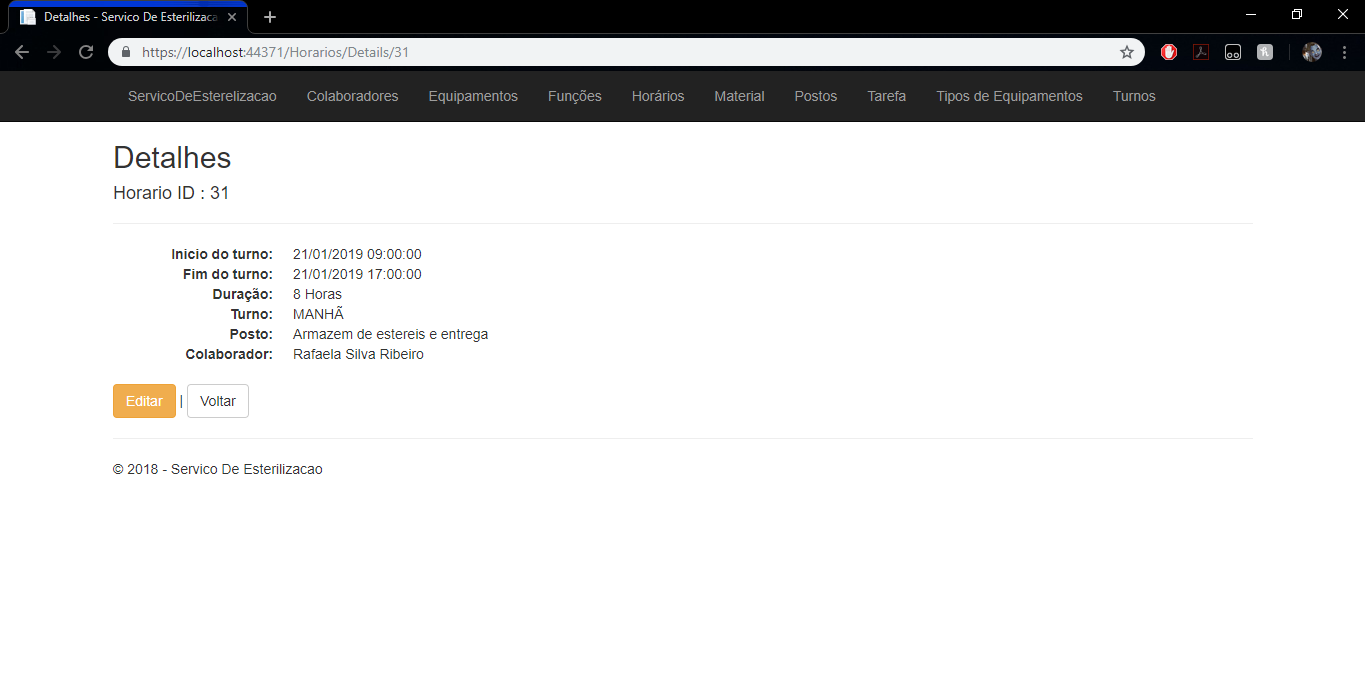 Detalhes - Servico De Esteriliza
https://localhost:44371/Horarios/Details/31
ServicoDeEsterelizacao Colaboradores Equipamentos Funções Horários Material Postos Tarefa Tipos de Equipamentos Turnos
Detalhes
Horario ID : 31
Inicio do turno: 21/01/2019 09:00:00
Fim do turno: 21/01/2019 17:00:00
Duração: 8 Horas
Turno: MANHÃ
Posto: Armazem de estereis e entrega
Colaborador: Rafaela Silva Ribeiro
Editar | Voltar
© 2018 - Servico De Esterilizacao